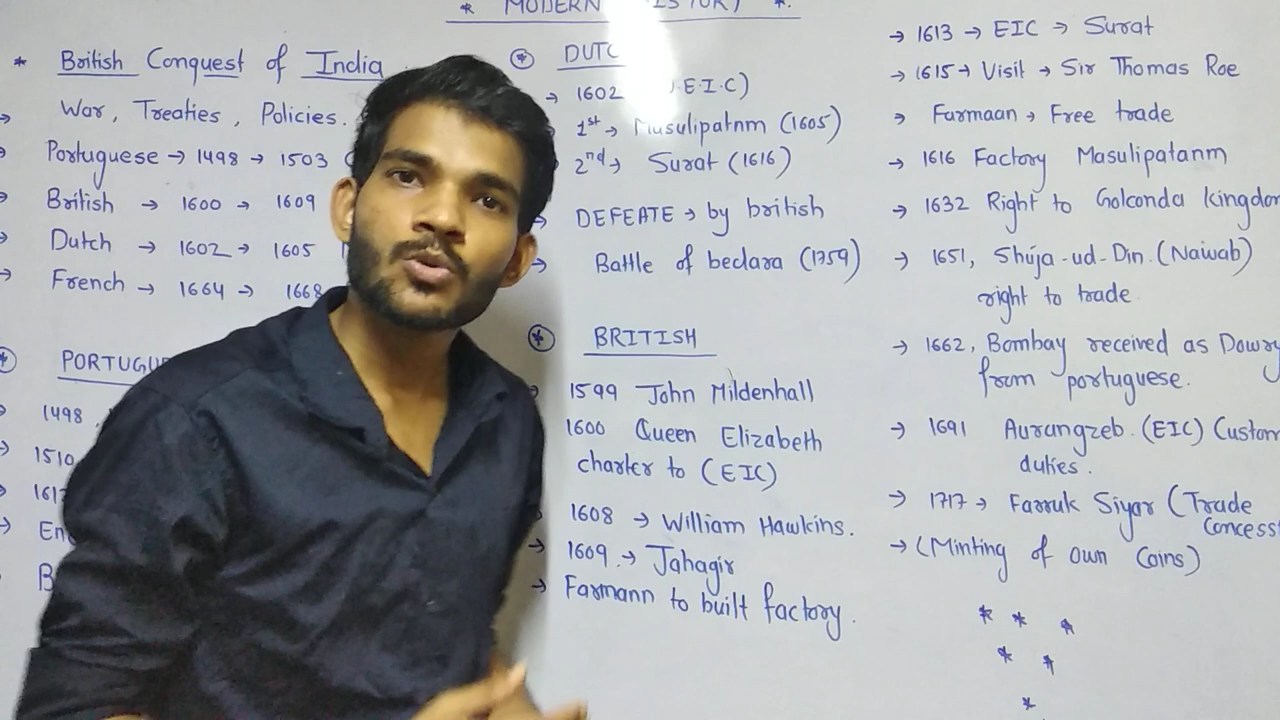 * MODERN HISTORY *
* British Conquest of India
→ War, Treaties, Policies.
→ Portuguese → 1498 → 1503
→ British → 1600 → 1609
→ Dutch → 1602 → 1605
→ French → 1664 → 1668
* PORTUGU
→ 1498
→ 1510
→ 161
→ En
B
* DUTC
→ 1602 .E.I.C)
1st → Masulipatnm (1605)
2nd → Surat (1616)
→ DEFEATE → by british
→ Battle of bedara (1759)
* BRITISH
→ 1599 John Mildenhall
→ 1600 Queen Elizabeth
charter to (EIC)
→ 1608 → William Hawkins.
→ 1609 → Jahagir
→ Farmann to built factory.
→ 1613 → EIC → Surat
→ 1615 → Visit → Sir Thomas Roe
→ Farmaan → Free trade
→ 1616 Factory Masulipatanm
→ 1632 Right to Golconda kingdom
→ 1651, Shuja-ud-Din.(Naiwab)
right to trade
→ 1662, Bombay received as Dowry
from portuguese.
→ 1691 Aurangzeb. (EIC) Custom
duties.
→ 1717 → Farruk Siyar (Trade
Concess
→ (Minting of own Coins)
* * *
* *
*